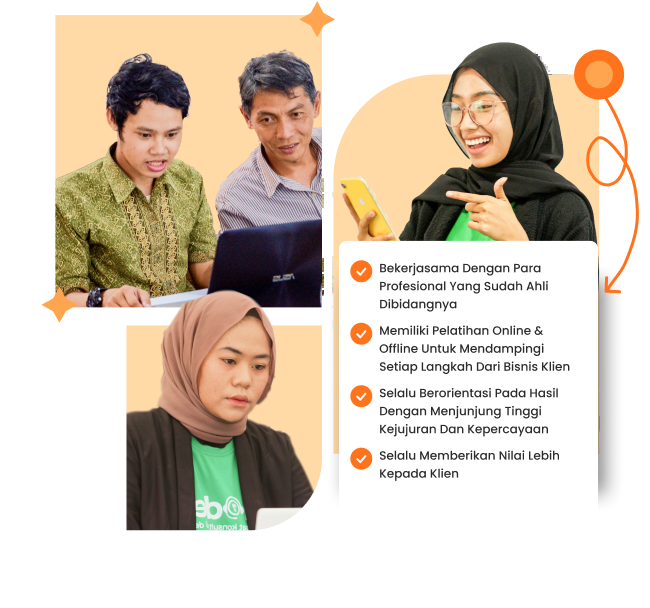 ASUS
Bekerjasama Dengan Para
Profesional Yang Sudah Ahli
Dibidangnya
Memiliki Pelatihan Online &
Offline Untuk Mendampingi
Setiap Langkah Dari Bisnis Klien
Selalu Berorientasi Pada Hasil
Dengan Menjunjung Tinggi
Kejujuran Dan Kepercayaan
Selalu Memberikan Nilai Lebih
Kepada Klien